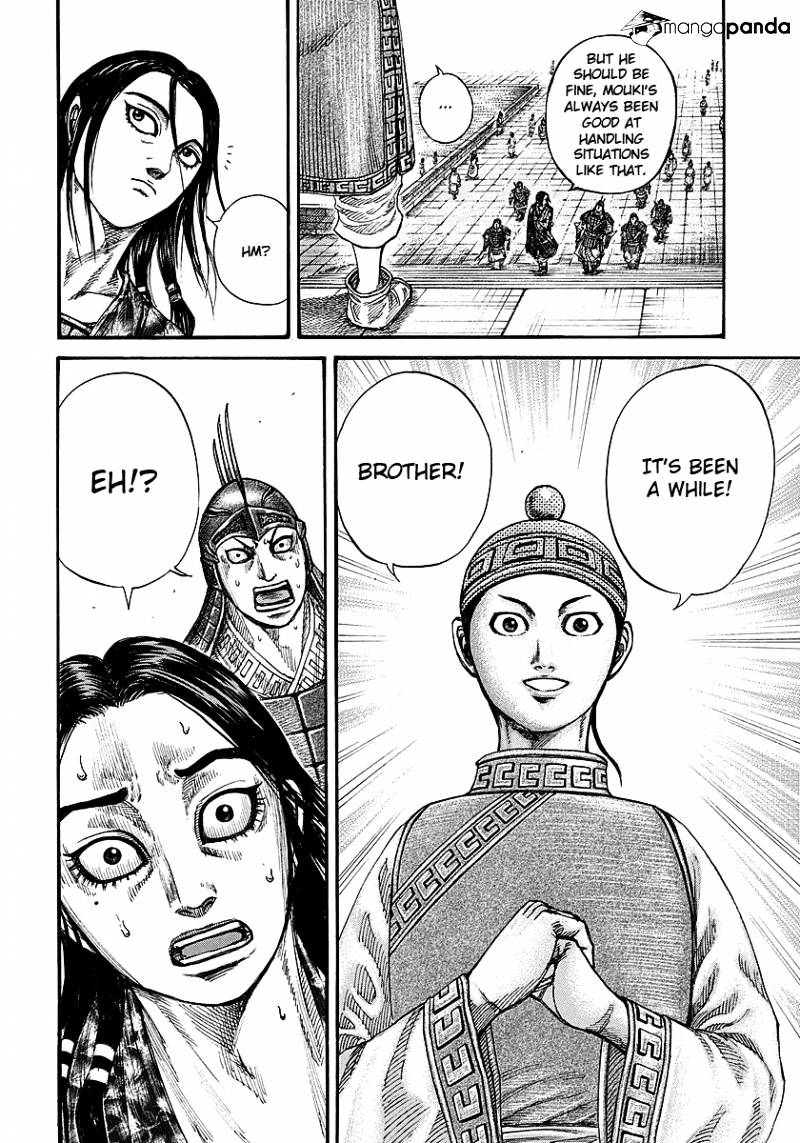 mangapanda
BUT HE
SHOULD BE
FINE, MOUKI'S
ALWAYS BEEN
GOOD AT
HANDLING
SITUATIONS
LIKE THAT.
...
HM?
IT'S BEEN
A WHILE!
BROTHER!
EH!?